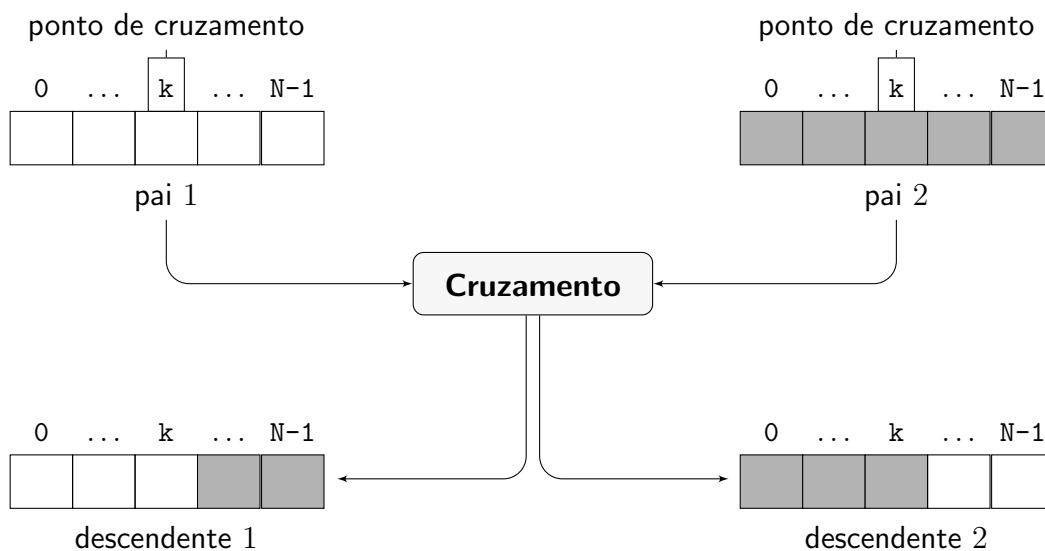 ponto de cruzamento
ponto de cruzamento
0 ... k ... N-1
0 ... k ... N-1
pai 1
pai 2
Cruzamento
0 ... k ... N-1
0 ... k ... N-1
descendente 1
descendente 2